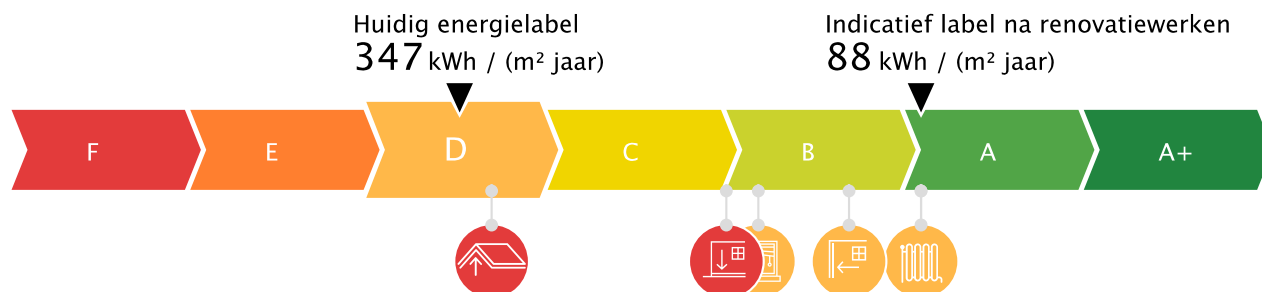 Huidig energielabel
347 kWh / (m² jaar)
Indicatief label na renovatiewerken
88 kWh / (m² jaar)
F
E
D
C
B
A
A+